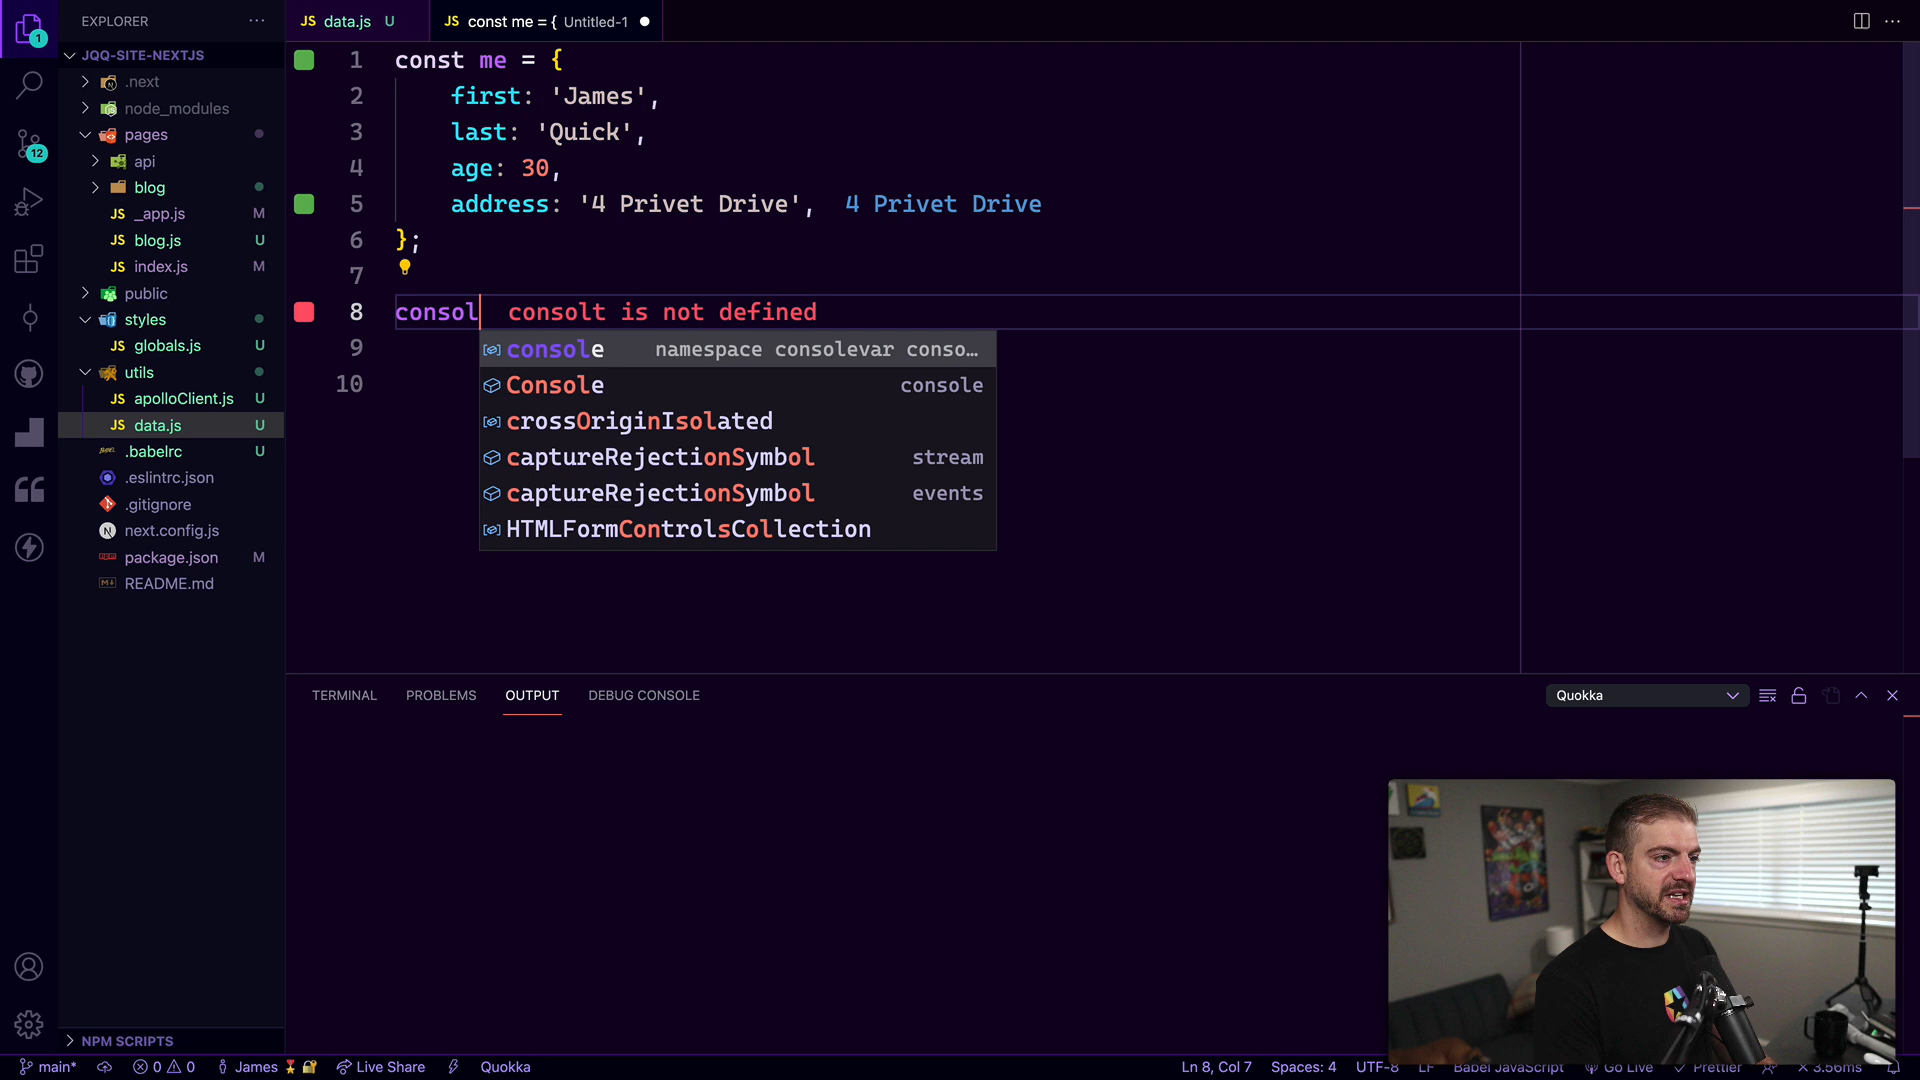 EXPLORER
JQQ-SITE-NEXTJS
.next
node_modules
pages
api
blog
JS _app.js M
JS blog.js U
JS index.js M
public
styles
JS globals.js U
utils
JS apolloClient.js U
JS data.js U
.babelrc U
.eslintrc.json
.gitignore
next.config.js
package.json M
README.md
NPM SCRIPTS
1
12
JS data.js U
JS const me = { Untitled-1
1 const me = {
2 first: 'James',
3 last: 'Quick',
4 age: 30,
5 address: '4 Privet Drive', 4 Privet Drive
6 };
7
8 consol consolt is not defined
9
10
console namespace consolevar conso…
Console console
crossOriginIsolated
captureRejectionSymbol stream
captureRejectionSymbol events
HTMLFormControlsCollection
TERMINAL PROBLEMS OUTPUT DEBUG CONSOLE
Quokka
main* 0 0 James Live Share Quokka
Ln 8, Col 7 Spaces: 4 UTF-8 LF Babel JavaScript Go Live Prettier 3.56ms